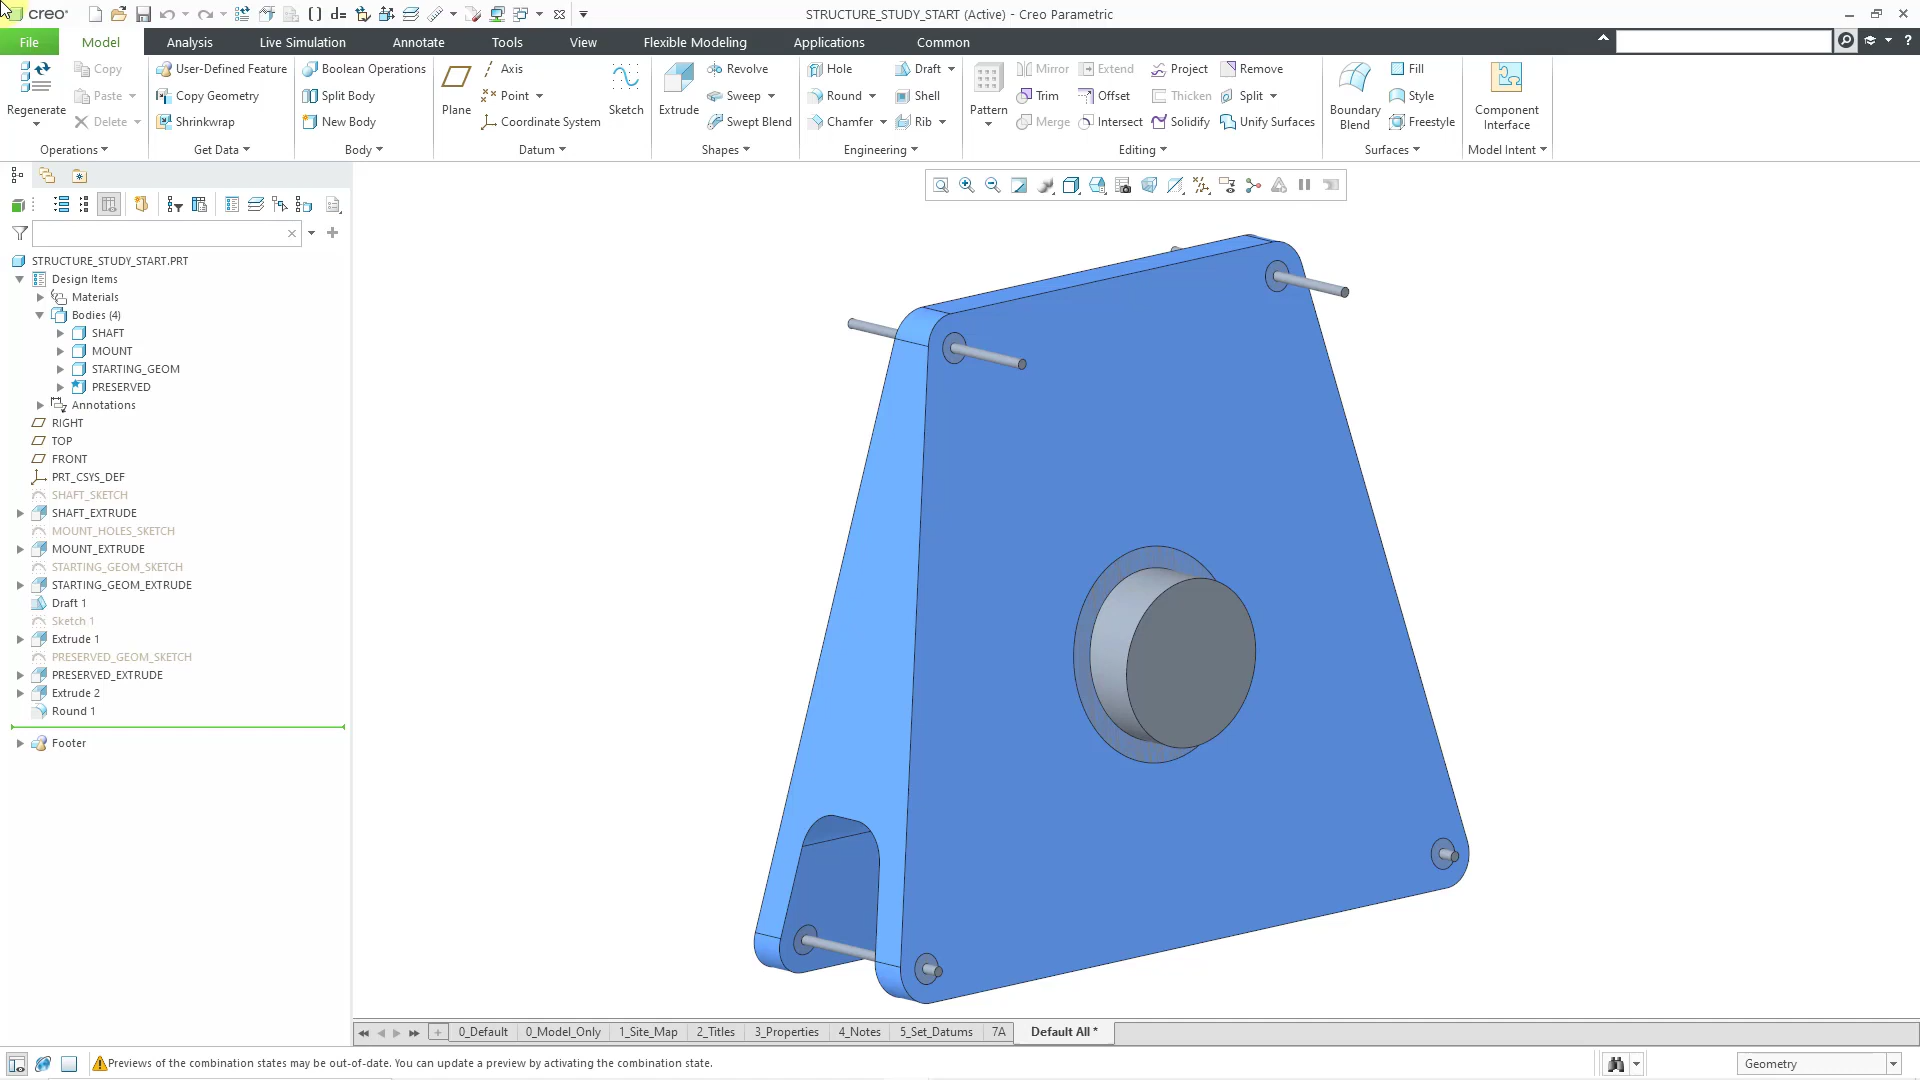 creo
STRUCTURE_STUDY_START (Active) - Creo Parametric
File Model Analysis Live Simulation Annotate Tools View Flexible Modeling Applications Common
Regenerate
Copy
Paste
Delete
Operations
User-Defined Feature
Copy Geometry
Shrinkwrap
Get Data
Boolean Operations
Split Body
New Body
Body
Plane
Axis
Point
Coordinate System
Sketch
Datum
Extrude
Revolve
Sweep
Swept Blend
Shapes
Hole
Round
Chamfer
Draft
Shell
Rib
Engineering
Pattern
Mirror Extend Project Remove
Trim Offset Thicken Split
Merge Intersect Solidify Unify Surfaces
Editing
Boundary
Blend
Fill
Style
Freestyle
Surfaces
Component
Interface
Model Intent
STRUCTURE_STUDY_START.PRT
Design Items
Materials
Bodies (4)
SHAFT
MOUNT
STARTING_GEOM
PRESERVED
Annotations
RIGHT
TOP
FRONT
PRT_CSYS_DEF
SHAFT_SKETCH
SHAFT_EXTRUDE
MOUNT_HOLES_SKETCH
MOUNT_EXTRUDE
STARTING_GEOM_SKETCH
STARTING_GEOM_EXTRUDE
Draft 1
Sketch 1
Extrude 1
PRESERVED_GEOM_SKETCH
PRESERVED_EXTRUDE
Extrude 2
Round 1
Footer
0_Default 0_Model_Only 1_Site_Map 2_Titles 3_Properties 4_Notes 5_Set_Datums 7A Default All *
Previews of the combination states may be out-of-date. You can update a preview by activating the combination state.
Geometry